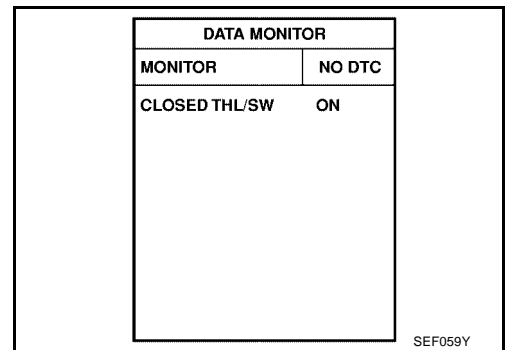 DATA MONITOR
MONITOR NO DTC
CLOSED THL/SW ON
SEF059Y